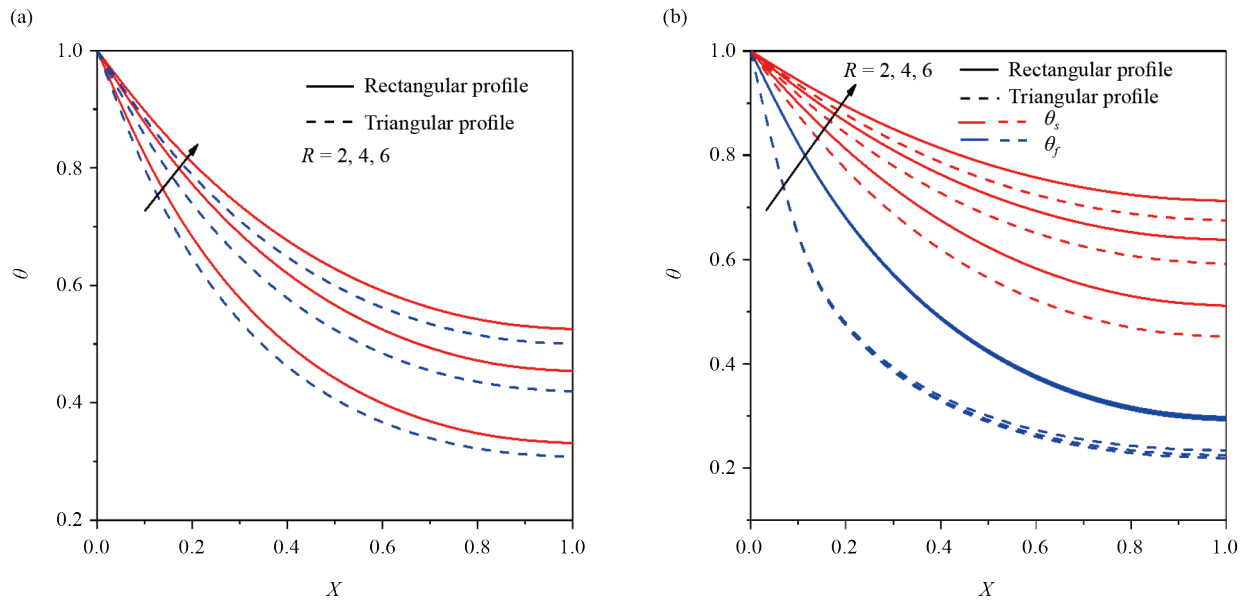 (a)
1.0
0.8
0.6
0.4
0.2
θ
Rectangular profile
Triangular profile
R = 2, 4, 6
0.0 0.2 0.4 0.6 0.8 1.0
X
(b)
1.0
0.8
0.6
0.4
0.2
θ
R = 2, 4, 6
Rectangular profile
Triangular profile
θs
θf
0.0 0.2 0.4 0.6 0.8 1.0
X